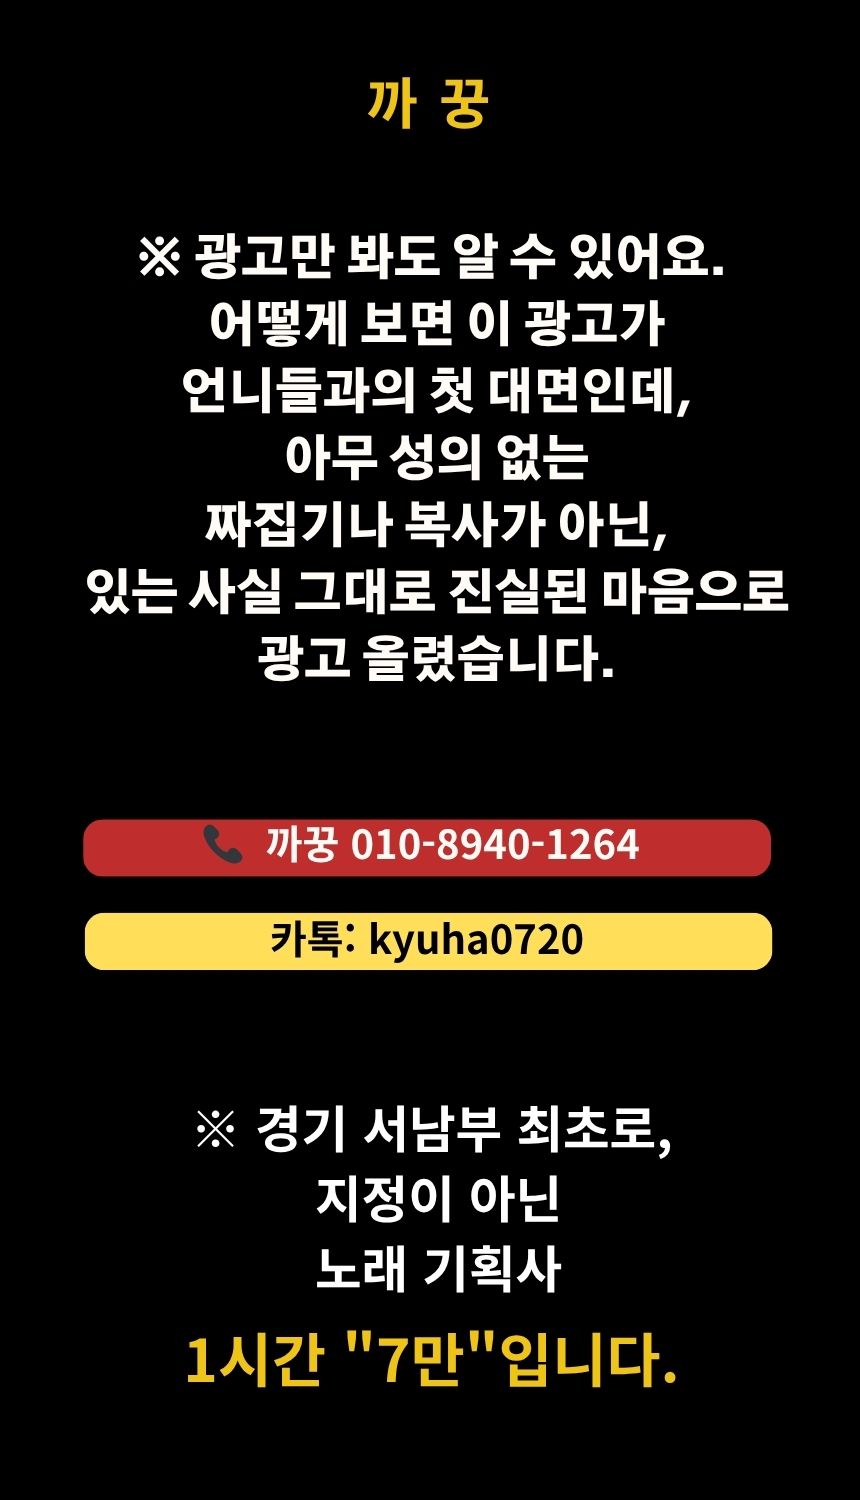 까 꿍
※ 광고만 봐도 알 수 있어요.
어떻게 보면 이 광고가
언니들과의 첫 대면인데,
아무 성의 없는
짜집기나 복사가 아닌,
있는 사실 그대로 진실된 마음으로
광고 올렸습니다.
📞 까꿍 010-8940-1264
카톡: kyuha0720
※ 경기 서남부 최초로,
지정이 아닌
노래 기획사
1시간 "7만"입니다.